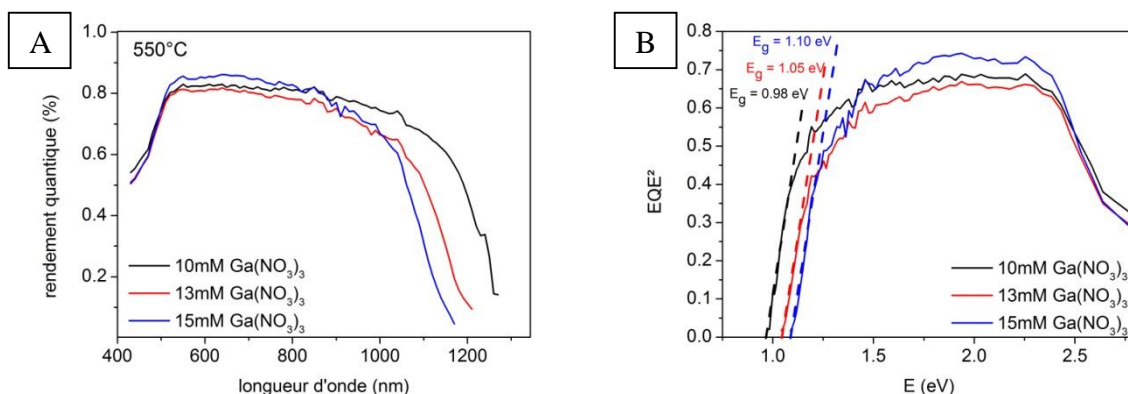 A
550°C
1.0
0.8
0.6
0.4
0.2
rendement quantique (%)
10mM Ga(NO₃)₃
13mM Ga(NO₃)₃
15mM Ga(NO₃)₃
400 600 800 1000 1200
longueur d'onde (nm)
B
E_g = 1.10 eV
E_g = 1.05 eV
E_g = 0.98 eV
0.8
0.7
0.6
0.5
0.4
0.3
0.2
0.1
0.0
EQE²
10mM Ga(NO₃)₃
13mM Ga(NO₃)₃
15mM Ga(NO₃)₃
1.0 1.5 2.0 2.5
E (eV)